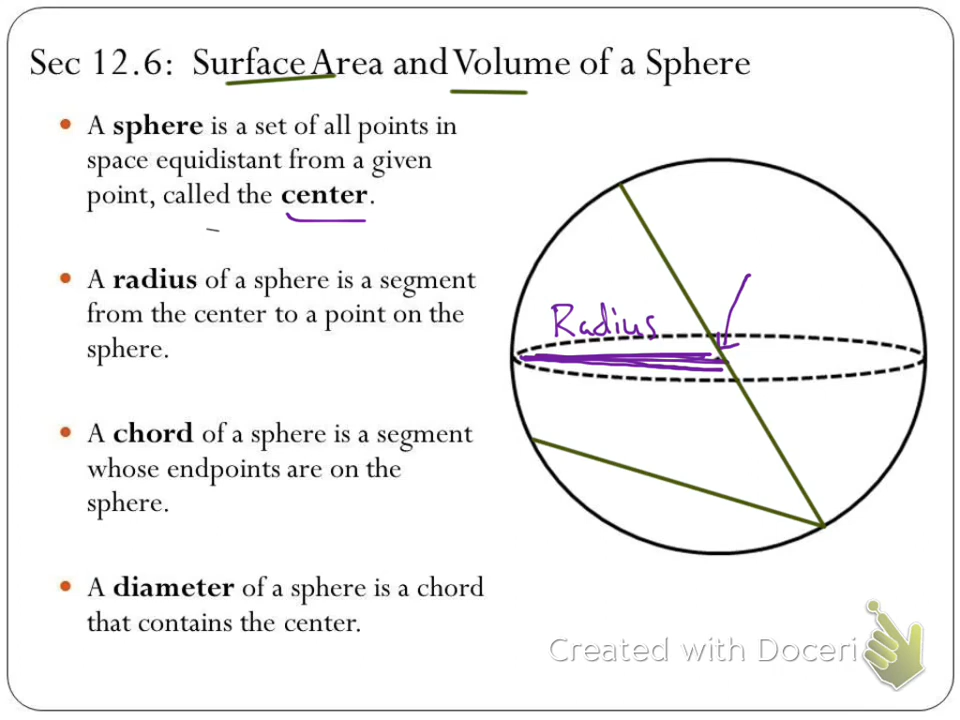 Sec 12.6: Surface Area and Volume of a Sphere
• A sphere is a set of all points in
space equidistant from a given
point, called the center.
• A radius of a sphere is a segment
from the center to a point on the
sphere.
• A chord of a sphere is a segment
whose endpoints are on the
sphere.
• A diameter of a sphere is a chord
that contains the center.
Radius
Created with Doceri